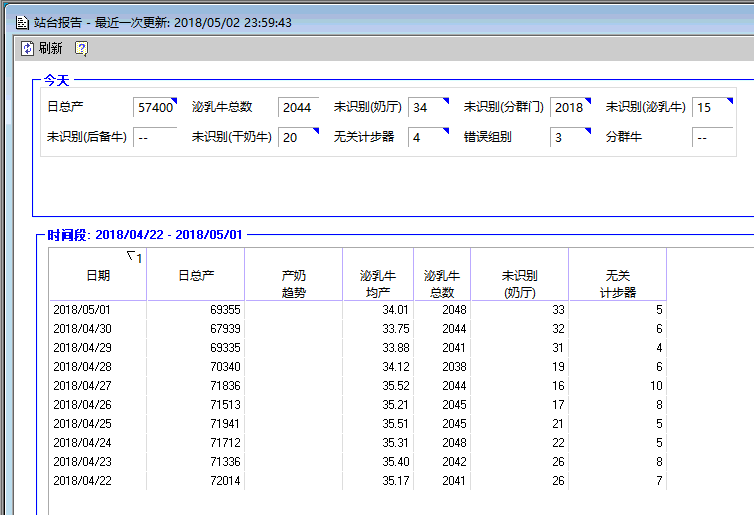 站台报告 - 最近一次更新: 2018/05/02 23:59:43
刷新
今天
日总产 57400 泌乳牛总数 2044 未识别(奶厅) 34 未识别(分群门) 2018 未识别(泌乳牛) 15
未识别(后备牛) -- 未识别(干奶牛) 20 无关计步器 4 错误组别 3 分群牛 --
时间段: 2018/04/22 - 2018/05/01
1
日期 日总产 产奶趋势 泌乳牛均产 泌乳牛总数 未识别(奶厅) 无关计步器
2018/05/01 69355 34.01 2048 33 5
2018/04/30 67939 33.75 2044 32 6
2018/04/29 69335 33.88 2041 31 4
2018/04/28 70340 34.12 2038 19 6
2018/04/27 71836 35.52 2044 16 10
2018/04/26 71513 35.21 2045 17 8
2018/04/25 71941 35.51 2045 21 5
2018/04/24 71712 35.31 2048 22 5
2018/04/23 71336 35.40 2042 26 8
2018/04/22 72014 35.17 2041 26 7